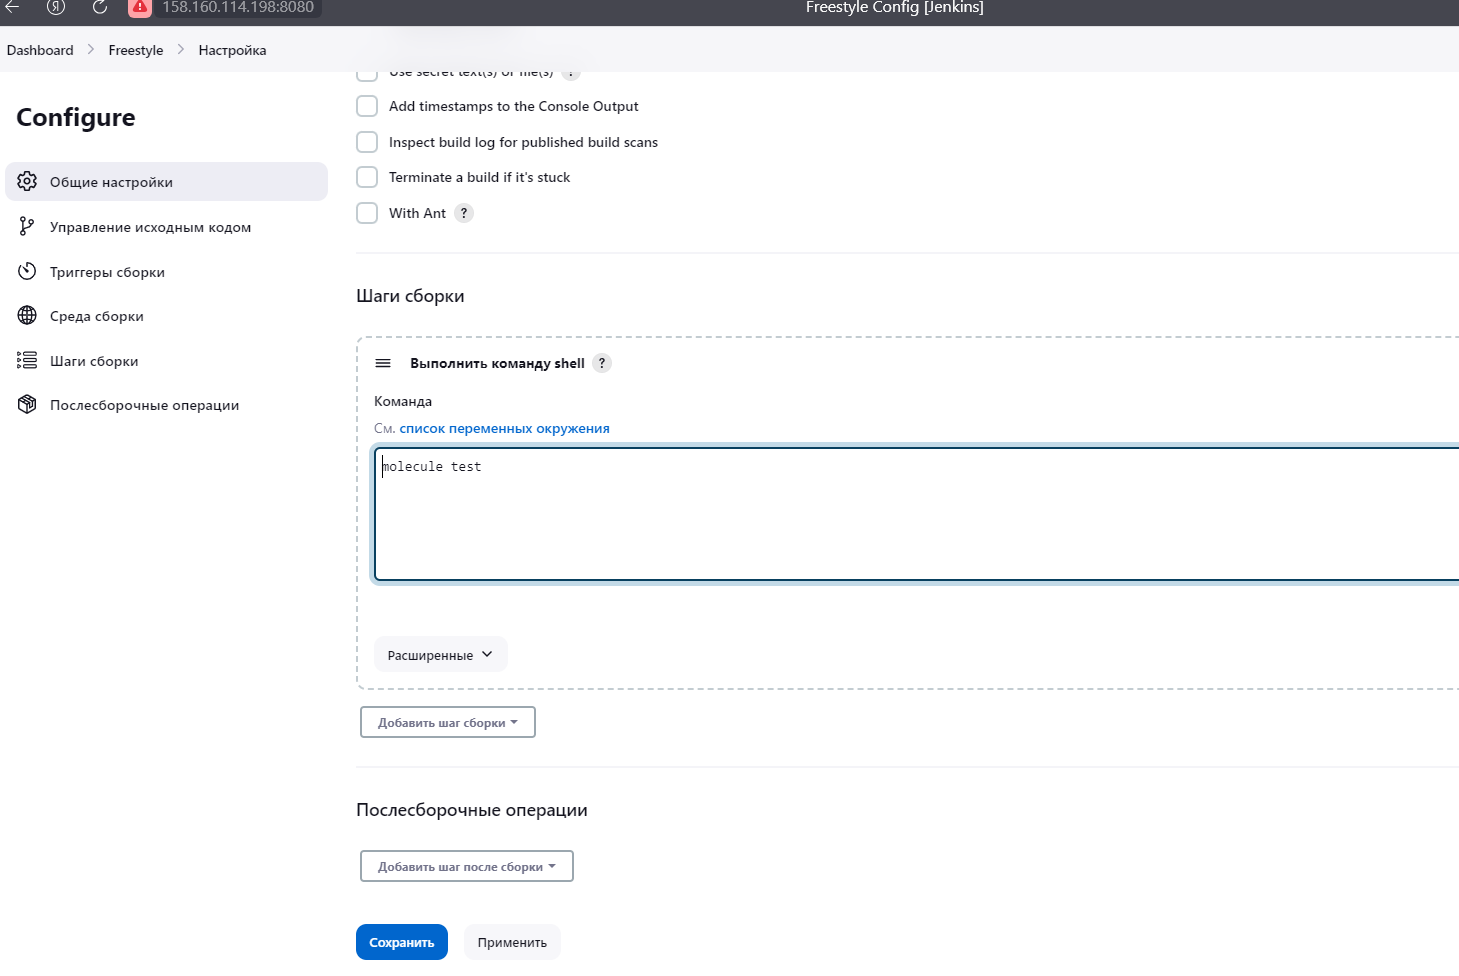 158.160.114.198:8080
Freestyle Config [Jenkins]
Dashboard > Freestyle > Настройка
Configure
Общие настройки
Управление исходным кодом
Триггеры сборки
Среда сборки
Шаги сборки
Послесборочные операции
Use secret text(s) or file(s) ?
Add timestamps to the Console Output
Inspect build log for published build scans
Terminate a build if it's stuck
With Ant ?
Шаги сборки
Выполнить команду shell ?
Команда
См. список переменных окружения
molecule test
Расширенные
Добавить шаг сборки
Послесборочные операции
Добавить шаг после сборки
Сохранить
Применить